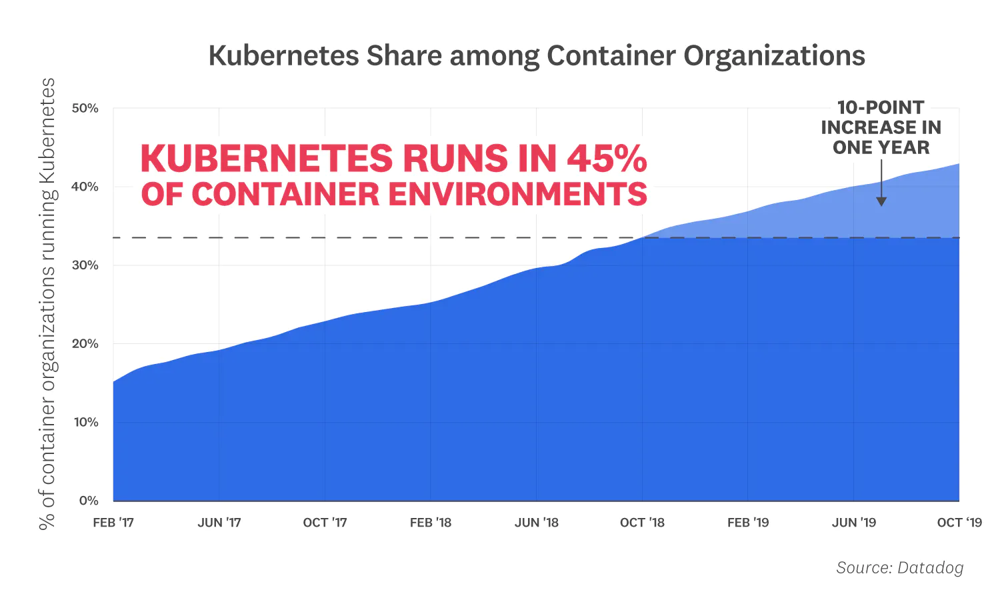 Kubernetes Share among Container Organizations
% of container organizations running Kubernetes
50%
40%
30%
20%
10%
0%
KUBERNETES RUNS IN 45%
OF CONTAINER ENVIRONMENTS
10-POINT
INCREASE IN
ONE YEAR
FEB '17
JUN '17
OCT '17
FEB '18
JUN '18
OCT '18
FEB '19
JUN '19
OCT ‘19
Source: Datadog